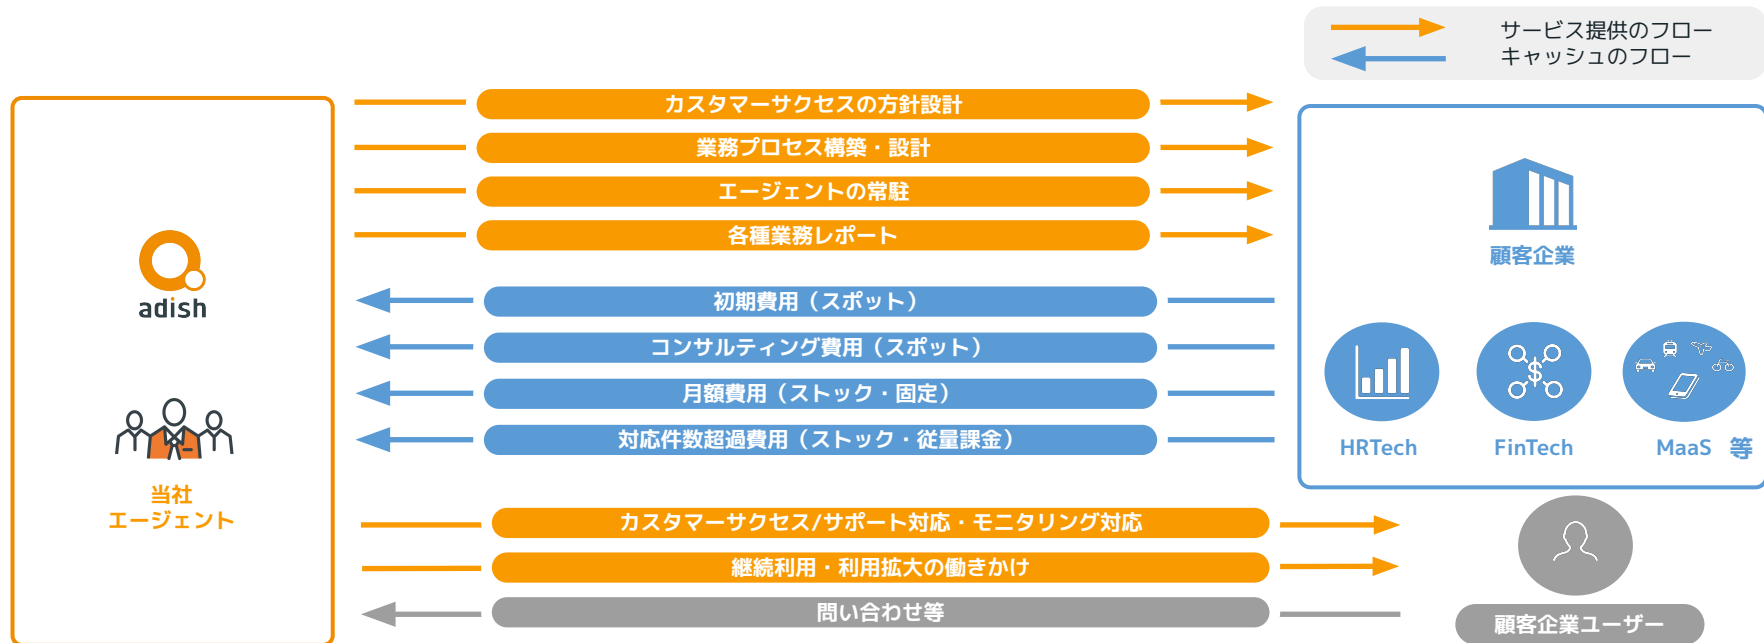 サービス提供のフロー
キャッシュのフロー
カスタマーサクセスの方針設計
業務プロセス構築・設計
エージェントの常駐
各種業務レポート
adish
顧客企業
初期費用（スポット）
コンサルティング費用（スポット）
月額費用（ストック・固定）
対応件数超過費用（ストック・従量課金）
HRTech
FinTech
MaaS 等
当社
エージェント
カスタマーサクセス/サポート対応・モニタリング対応
継続利用・利用拡大の働きかけ
問い合わせ等
顧客企業ユーザー